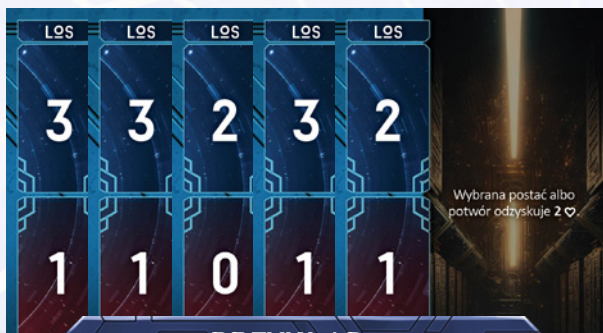 LOS LOS LOS LOS LOS
3 3 2 3 2
Wybrana postać albo
potwór odzyskuje 2 ♡.
1 1 0 1 1